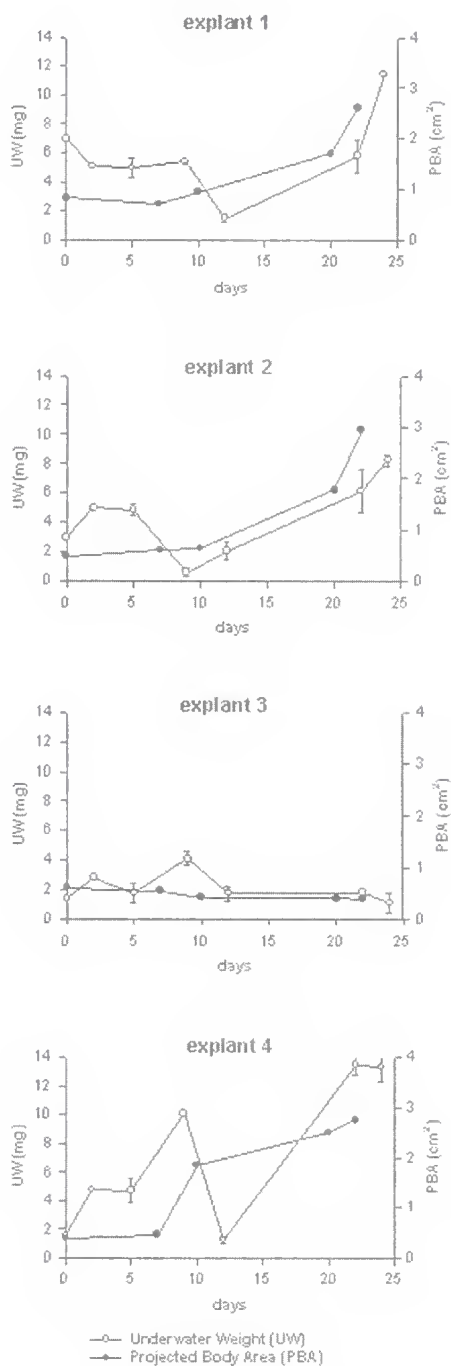 explant 1
14
12
10
8
6
4
2
0
UW (mg)
4
3
2
1
0
PBA (cm²)
0 5 10 15 20 25
days
explant 2
14
12
10
8
6
4
2
0
UW (mg)
4
3
2
1
0
PBA (cm²)
0 5 10 15 20 25
days
explant 3
14
12
10
8
6
4
2
0
UW (mg)
4
3
2
1
0
PBA (cm²)
0 5 10 15 20 25
days
explant 4
14
12
10
8
6
4
2
0
UW (mg)
4
3
2
1
0
PBA (cm²)
0 5 10 15 20 25
days
Underwater Weight (UW)
Projected Body Area (PBA)